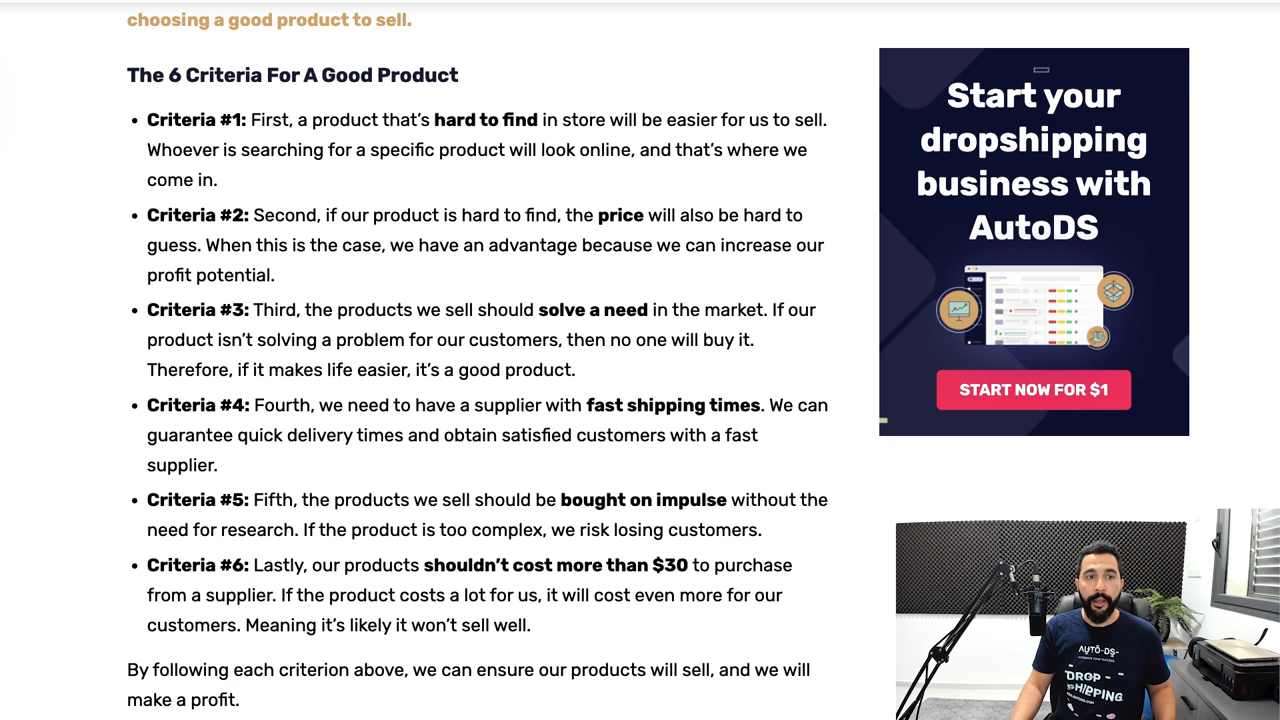 choosing a good product to sell.
The 6 Criteria For A Good Product
• Criteria #1: First, a product that's hard to find in store will be easier for us to sell.
Whoever is searching for a specific product will look online, and that's where we
come in.
• Criteria #2: Second, if our product is hard to find, the price will also be hard to
guess. When this is the case, we have an advantage because we can increase our
profit potential.
• Criteria #3: Third, the products we sell should solve a need in the market. If our
product isn't solving a problem for our customers, then no one will buy it.
Therefore, if it makes life easier, it's a good product.
• Criteria #4: Fourth, we need to have a supplier with fast shipping times. We can
guarantee quick delivery times and obtain satisfied customers with a fast
supplier.
• Criteria #5: Fifth, the products we sell should be bought on impulse without the
need for research. If the product is too complex, we risk losing customers.
• Criteria #6: Lastly, our products shouldn't cost more than $30 to purchase
from a supplier. If the product costs a lot for us, it will cost even more for our
customers. Meaning it's likely it won't sell well.
By following each criterion above, we can ensure our products will sell, and we will
make a profit.
Start your
dropshipping
business with
AutoDS
START NOW FOR $1
AUTO-DS
DROP
SHIPPING